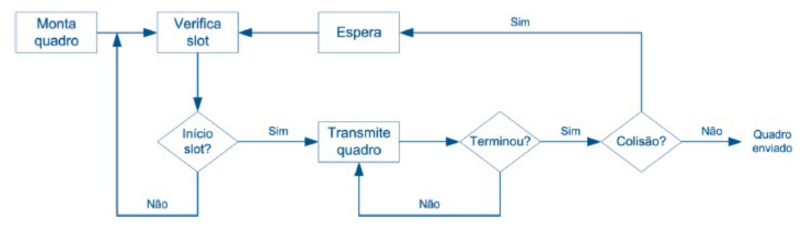 Monta
quadro
Verifica
slot
Espera
Sim
Início
slot?
Sim
Transmite
quadro
Terminou?
Sim
Colisão?
Não
Quadro
enviado
Não
Não